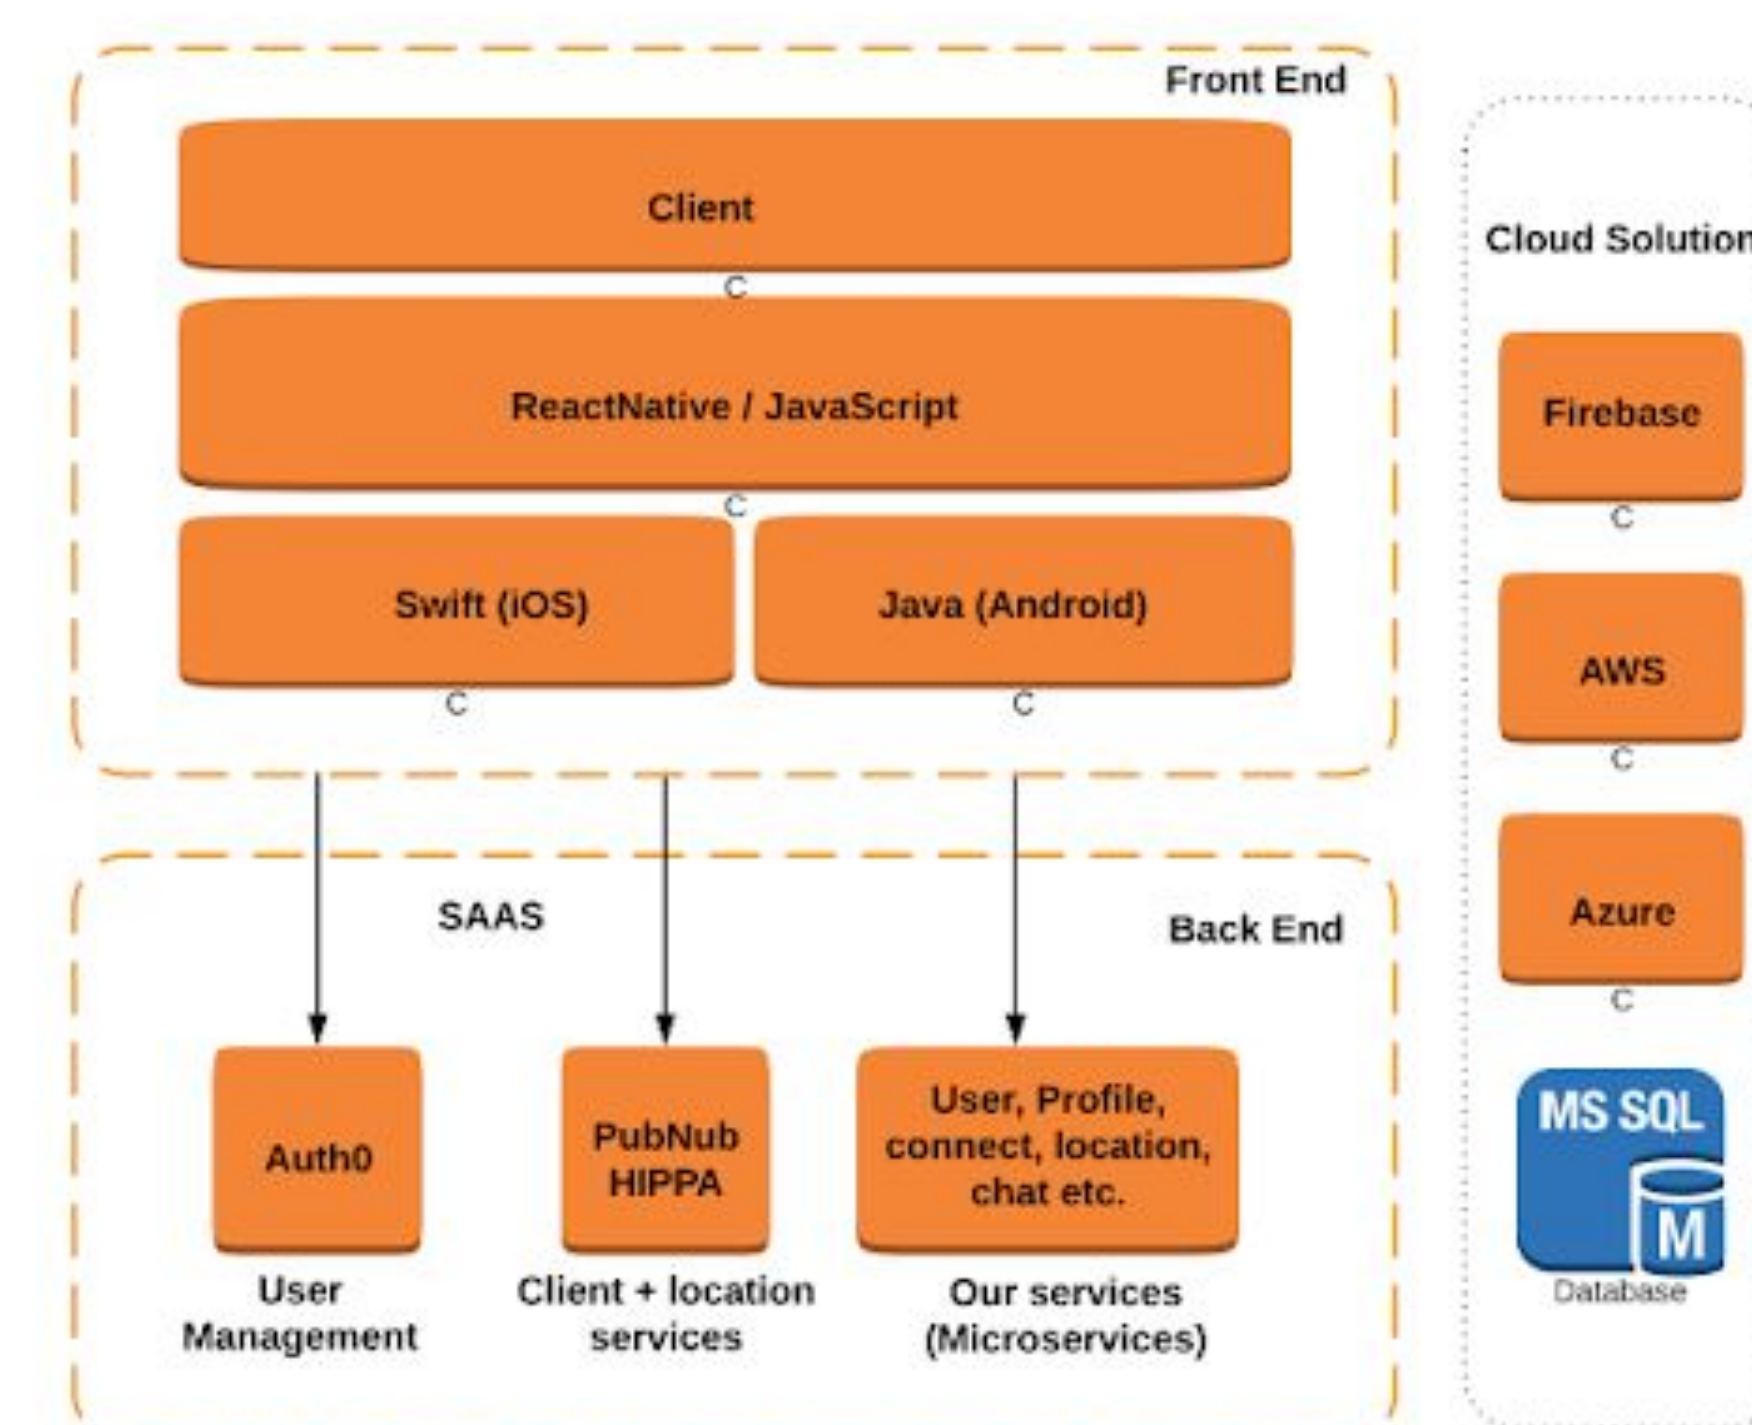 Front End
Client
C
ReactNative / JavaScript
C
Swift (iOS)
Java (Android)
C
C
SAAS
Back End
Auth0
PubNub
HIPPA
User, Profile,
connect, location,
chat etc.
User
Management
Client + location
services
Our services
(Microservices)
Cloud Solution
Firebase
C
AWS
C
Azure
C
MS SQL
M
Database